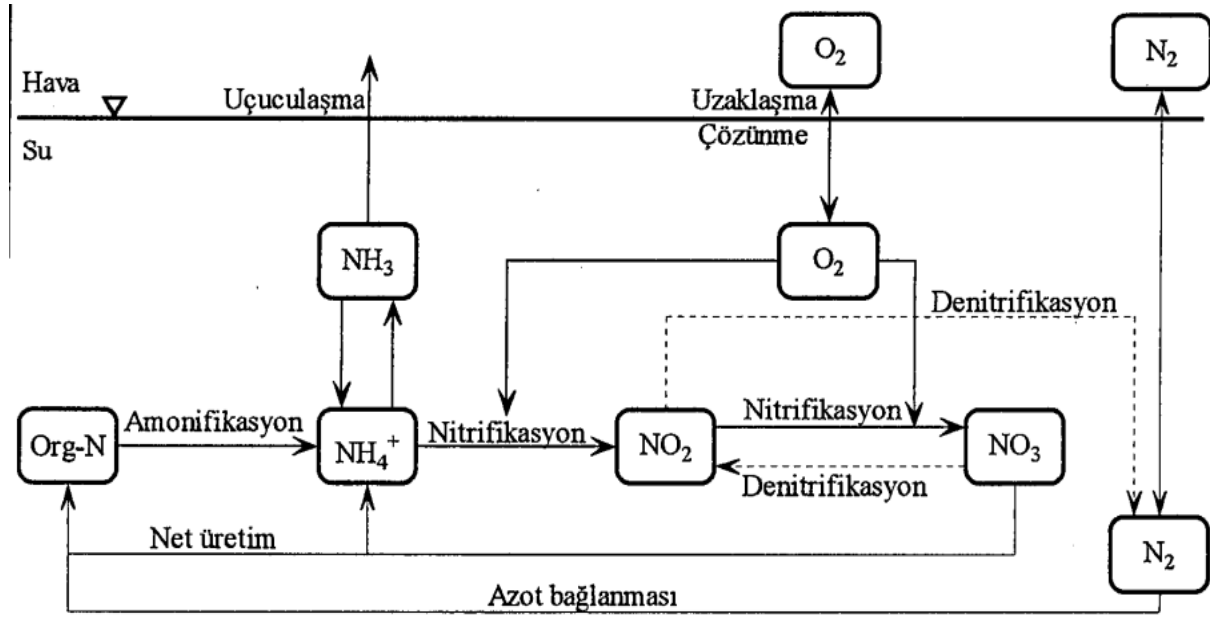 O₂
N₂
Hava
Uçuculaşma
Uzaklaşma
Çözünme
Su
NH₃
O₂
Denitrifikasyon
Amonifikasyon
Nitrifikasyon
Org-N
NH₄⁺
Nitrifikasyon
NO₂
NO₃
Denitrifikasyon
Net üretim
N₂
Azot bağlanması